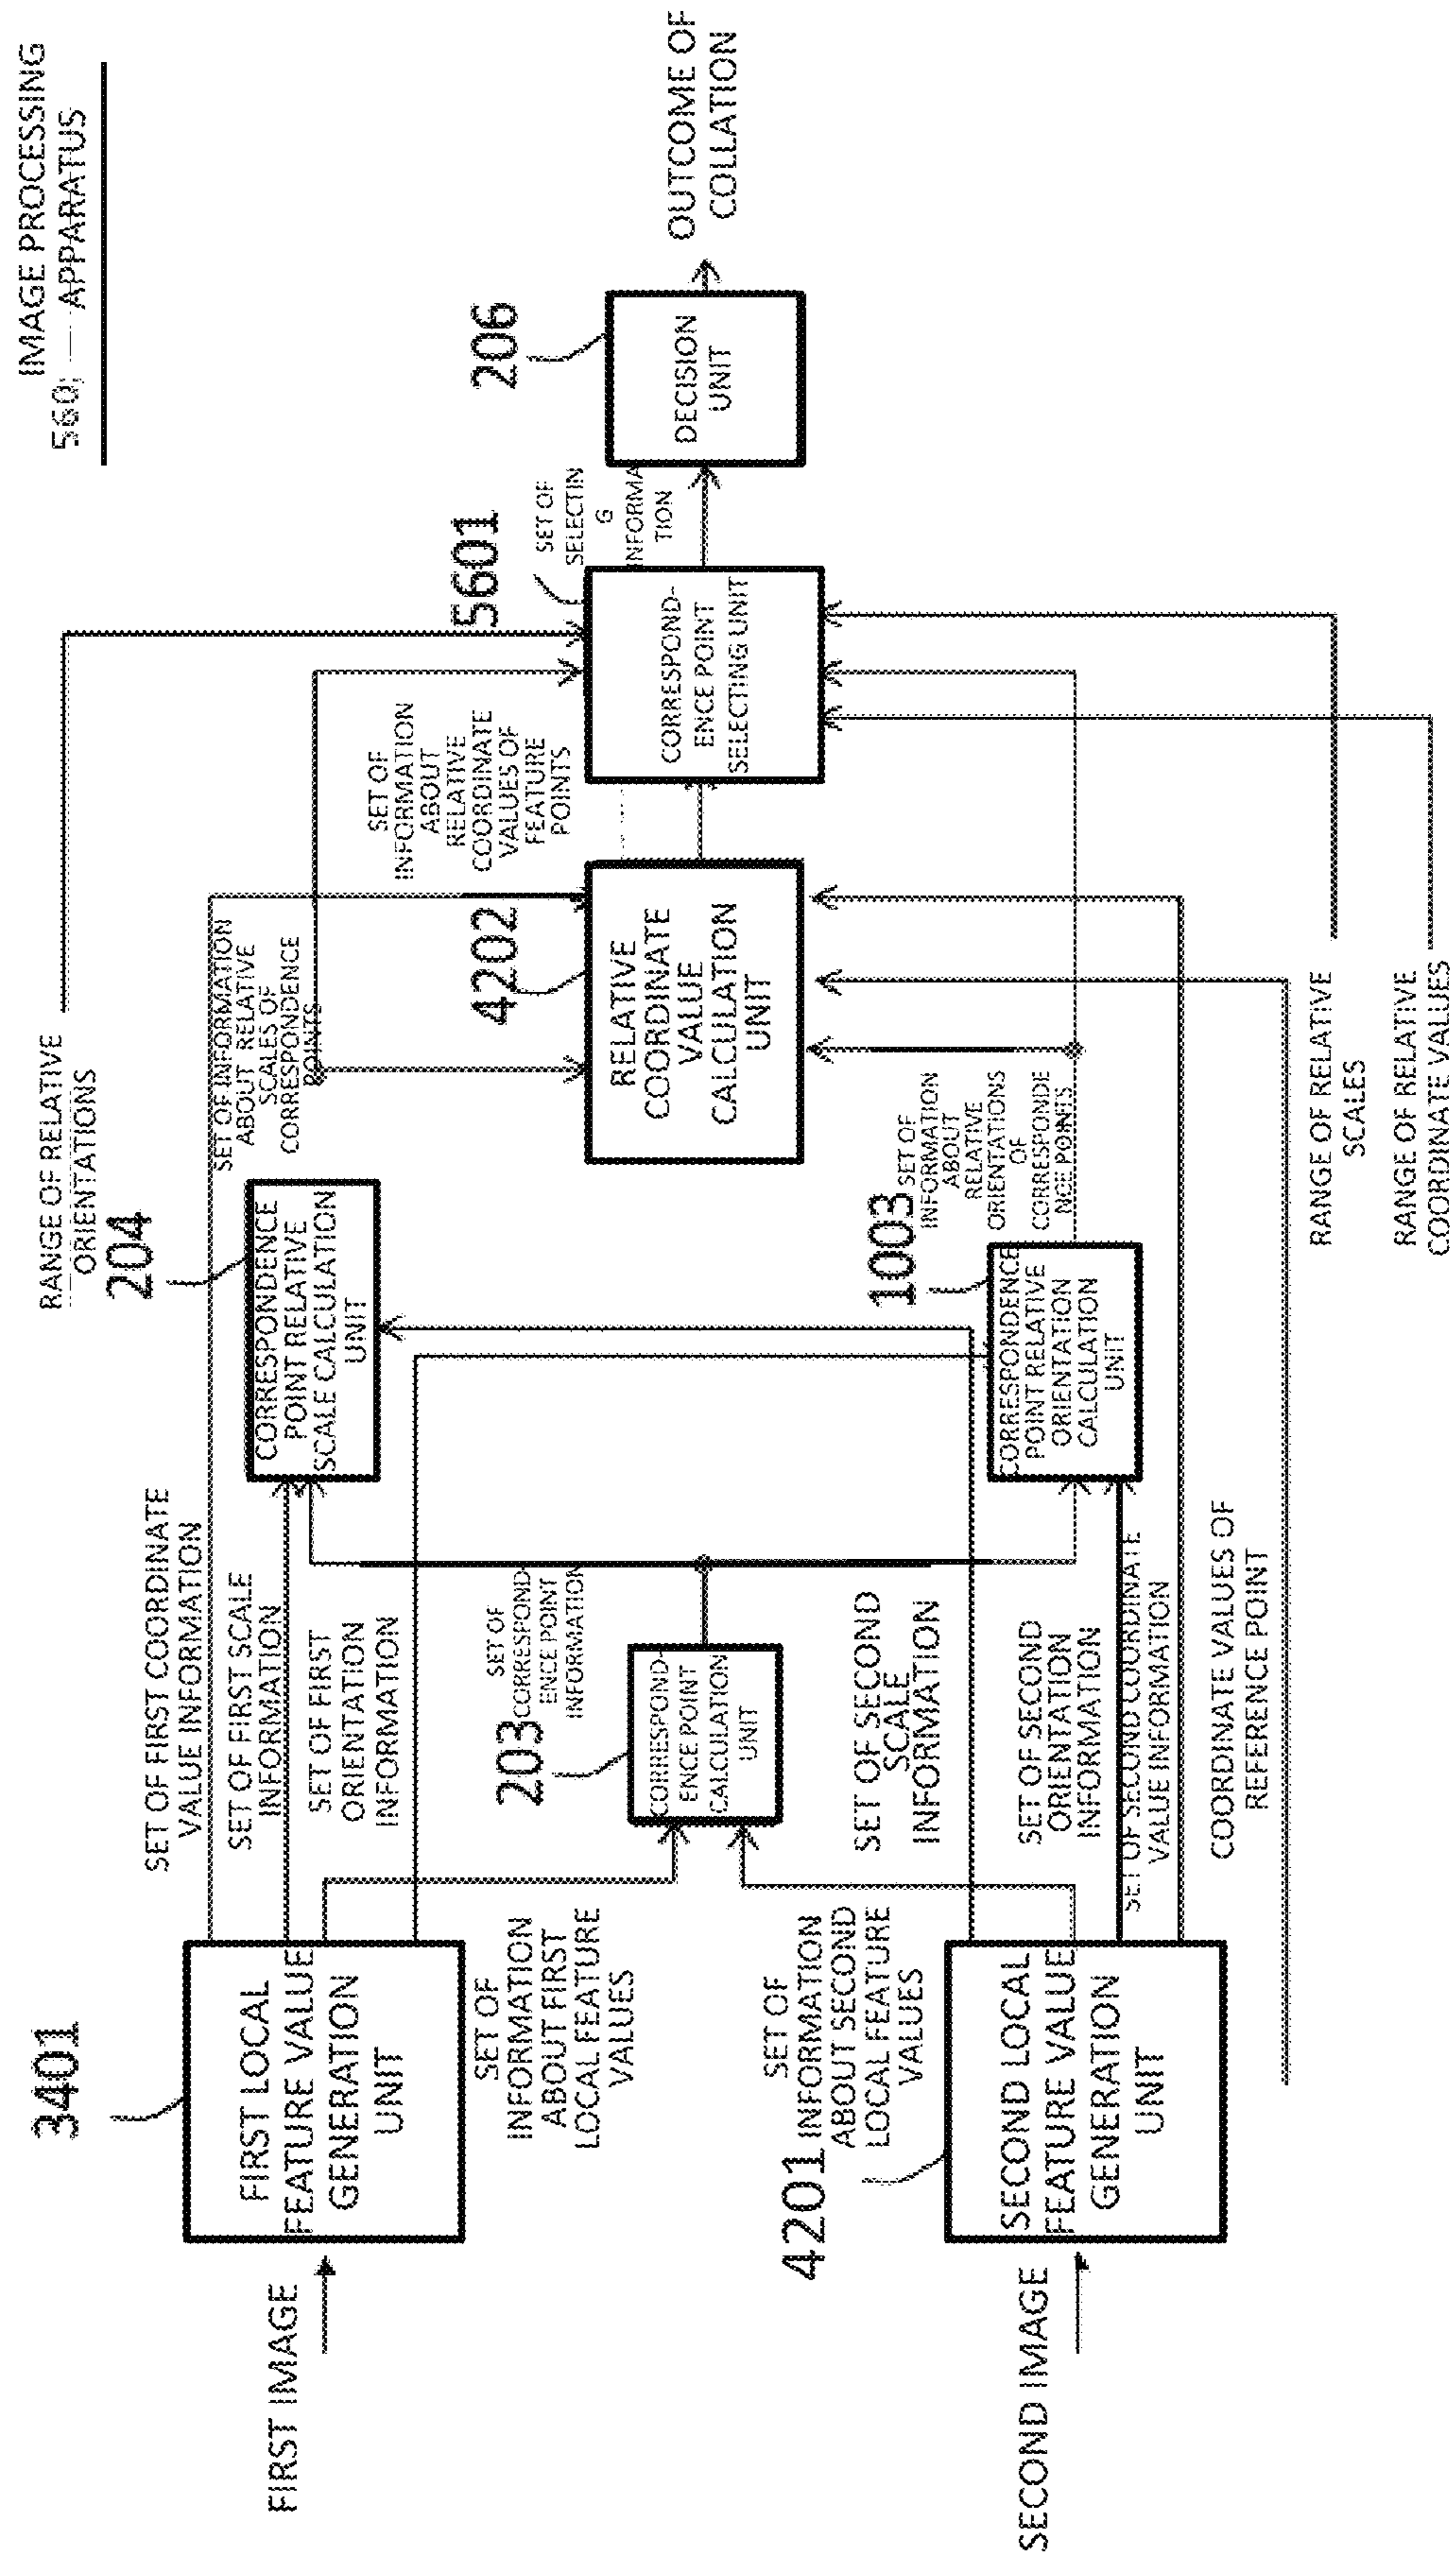 IMAGE PROCESSING
560 APPARATUS
FIRST IMAGE
3401
FIRST LOCAL
FEATURE VALUE
GENERATION
UNIT
SET OF FIRST COORDINATE
VALUE INFORMATION
SET OF FIRST SCALE
INFORMATION
SET OF FIRST
ORIENTATION
INFORMATION
SET OF
INFORMATION
ABOUT FIRST
LOCAL FEATURE
VALUES
SECOND IMAGE
4201
SECOND LOCAL
FEATURE VALUE
GENERATION
UNIT
SET OF
INFORMATION
ABOUT SECOND
LOCAL FEATURE
VALUES
203
CORRESPOND-
ENCE POINT
CALCULATION
UNIT
SET OF
CORRESPOND-
ENCE POINT
INFORMATION
SET OF SECOND
SCALE
INFORMATION
SET OF SECOND
ORIENTATION
INFORMATION
SET OF SECOND COORDINATE
VALUE INFORMATION
COORDINATE VALUES OF
REFERENCE POINT
204
CORRESPONDENCE
POINT RELATIVE
SCALE CALCULATION
UNIT
1003
CORRESPONDENCE
POINT RELATIVE
ORIENTATION
CALCULATION
UNIT
RANGE OF RELATIVE
ORIENTATIONS
SET OF INFORMATION
ABOUT RELATIVE
SCALES OF
CORRESPONDENCE
POINTS
SET OF
INFORMATION
ABOUT
RELATIVE
ORIENTATIONS
OF
CORRESPONDE
NCE POINTS
4202
RELATIVE
COORDINATE
VALUE
CALCULATION
UNIT
SET OF
INFORMATION
ABOUT
RELATIVE
COORDINATE
VALUES OF
FEATURE
POINTS
RANGE OF RELATIVE
SCALES
RANGE OF RELATIVE
COORDINATE VALUES
5601
CORRESPOND-
ENCE POINT
SELECTING UNIT
SET OF
SELECTIN
G
INFORMA
TION
206
DECISION
UNIT
OUTCOME OF
COLLATION